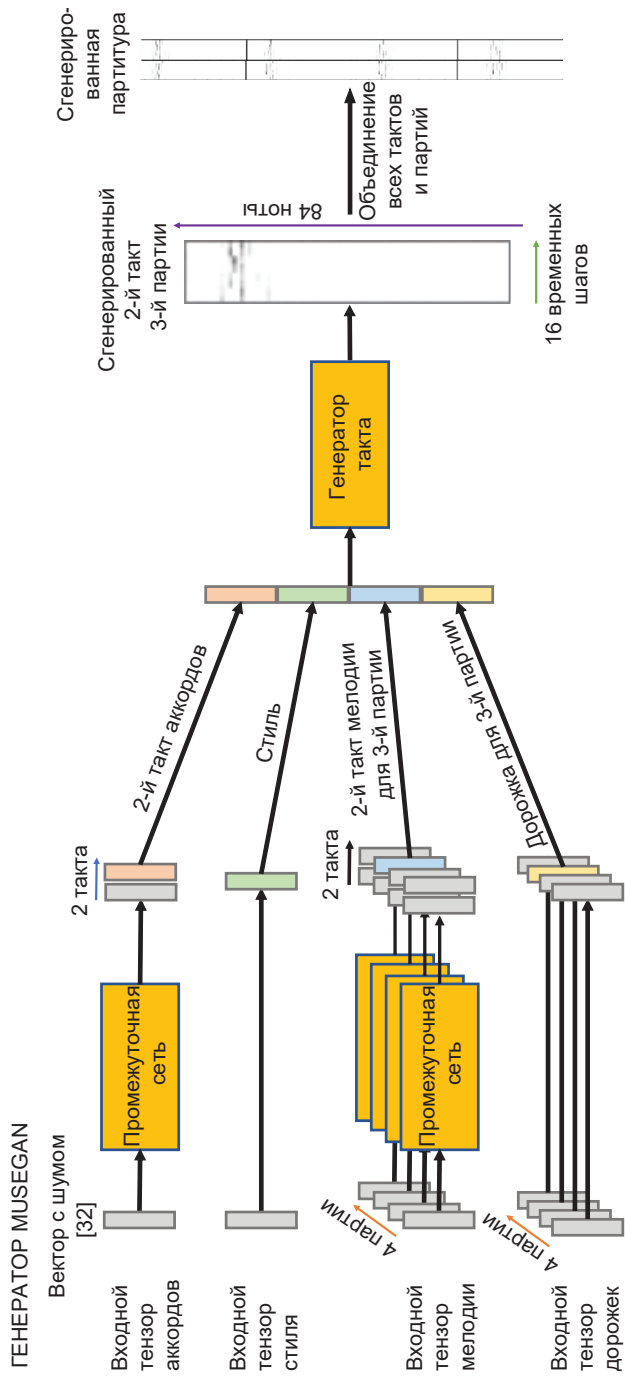 ГЕНЕРАТОР MUSEGAN
Вектор с шумом
[32]
Входной
тензор
аккордов
Промежуточная
сеть
2 такта
2-й такт аккордов
Входной
тензор
стиля
Стиль
Входной
тензор
мелодии
4 партии
Промежуточная
сеть
2 такта
2-й такт мелодии
для 3-й партии
Входной
тензор
дорожек
4 партии
Дорожка для 3-й партии
Генератор
такта
Сгенерированный
2-й такт
3-й партии
84 ноты
16 временных
шагов
Объединение
всех тактов
и партий
Сгенериро-
ванная
партитура